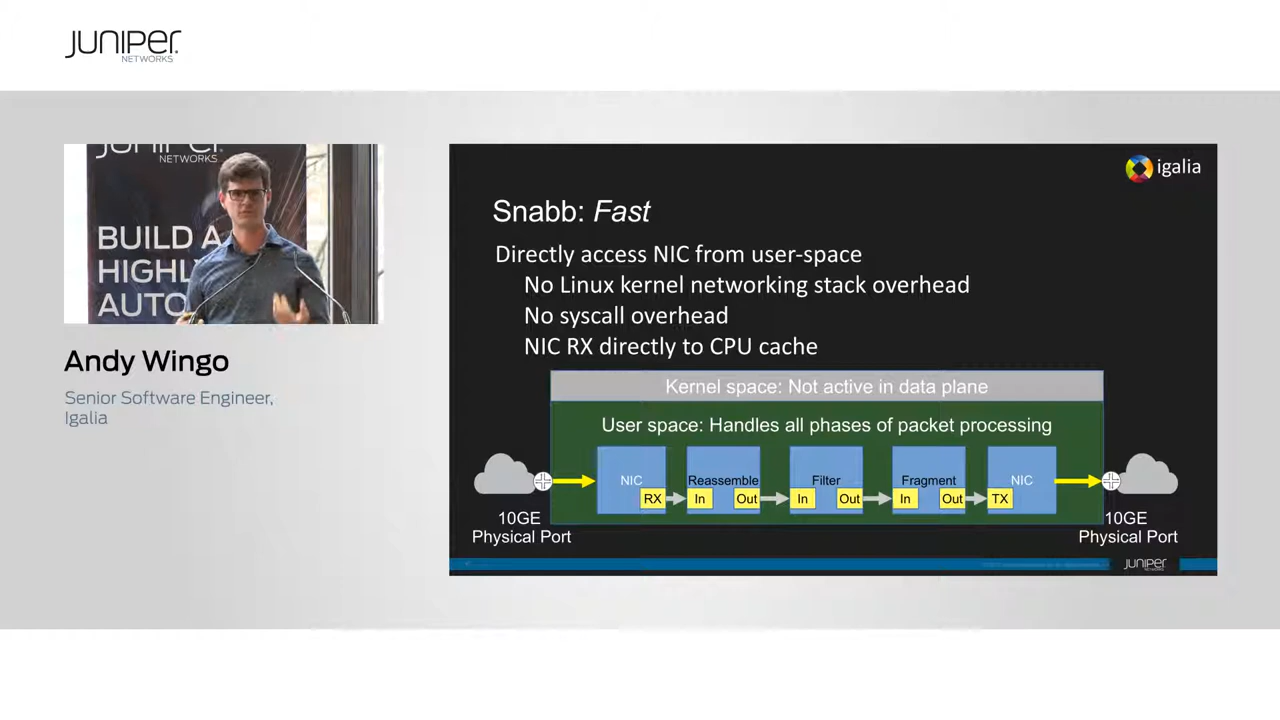 JUNIPER
NETWORKS
JUNIPER
NETWORKS
BUILD A
HIGHL
AUTO
Andy Wingo
Senior Software Engineer,
Igalia
igalia
Snabb: Fast
Directly access NIC from user-space
No Linux kernel networking stack overhead
No syscall overhead
NIC RX directly to CPU cache
Kernel space: Not active in data plane
User space: Handles all phases of packet processing
NIC Reassemble Filter Fragment NIC
RX In Out In Out In Out TX
10GE
Physical Port
10GE
Physical Port
JUNIPER